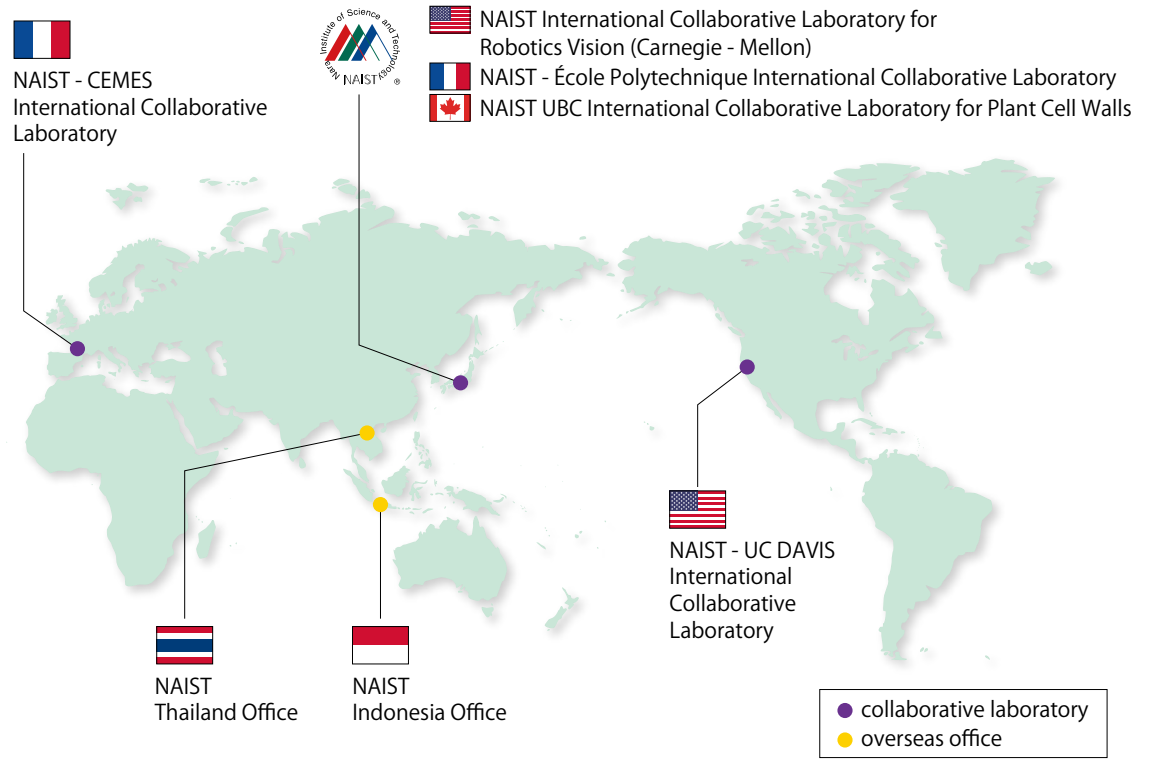 NAIST - CEMES
International Collaborative
Laboratory
Nara Institute of Science and Technology
NAIST ®
NAIST International Collaborative Laboratory for
Robotics Vision (Carnegie - Mellon)
NAIST - École Polytechnique International Collaborative Laboratory
NAIST UBC International Collaborative Laboratory for Plant Cell Walls
NAIST - UC DAVIS
International
Collaborative
Laboratory
NAIST
Thailand Office
NAIST
Indonesia Office
collaborative laboratory
overseas office